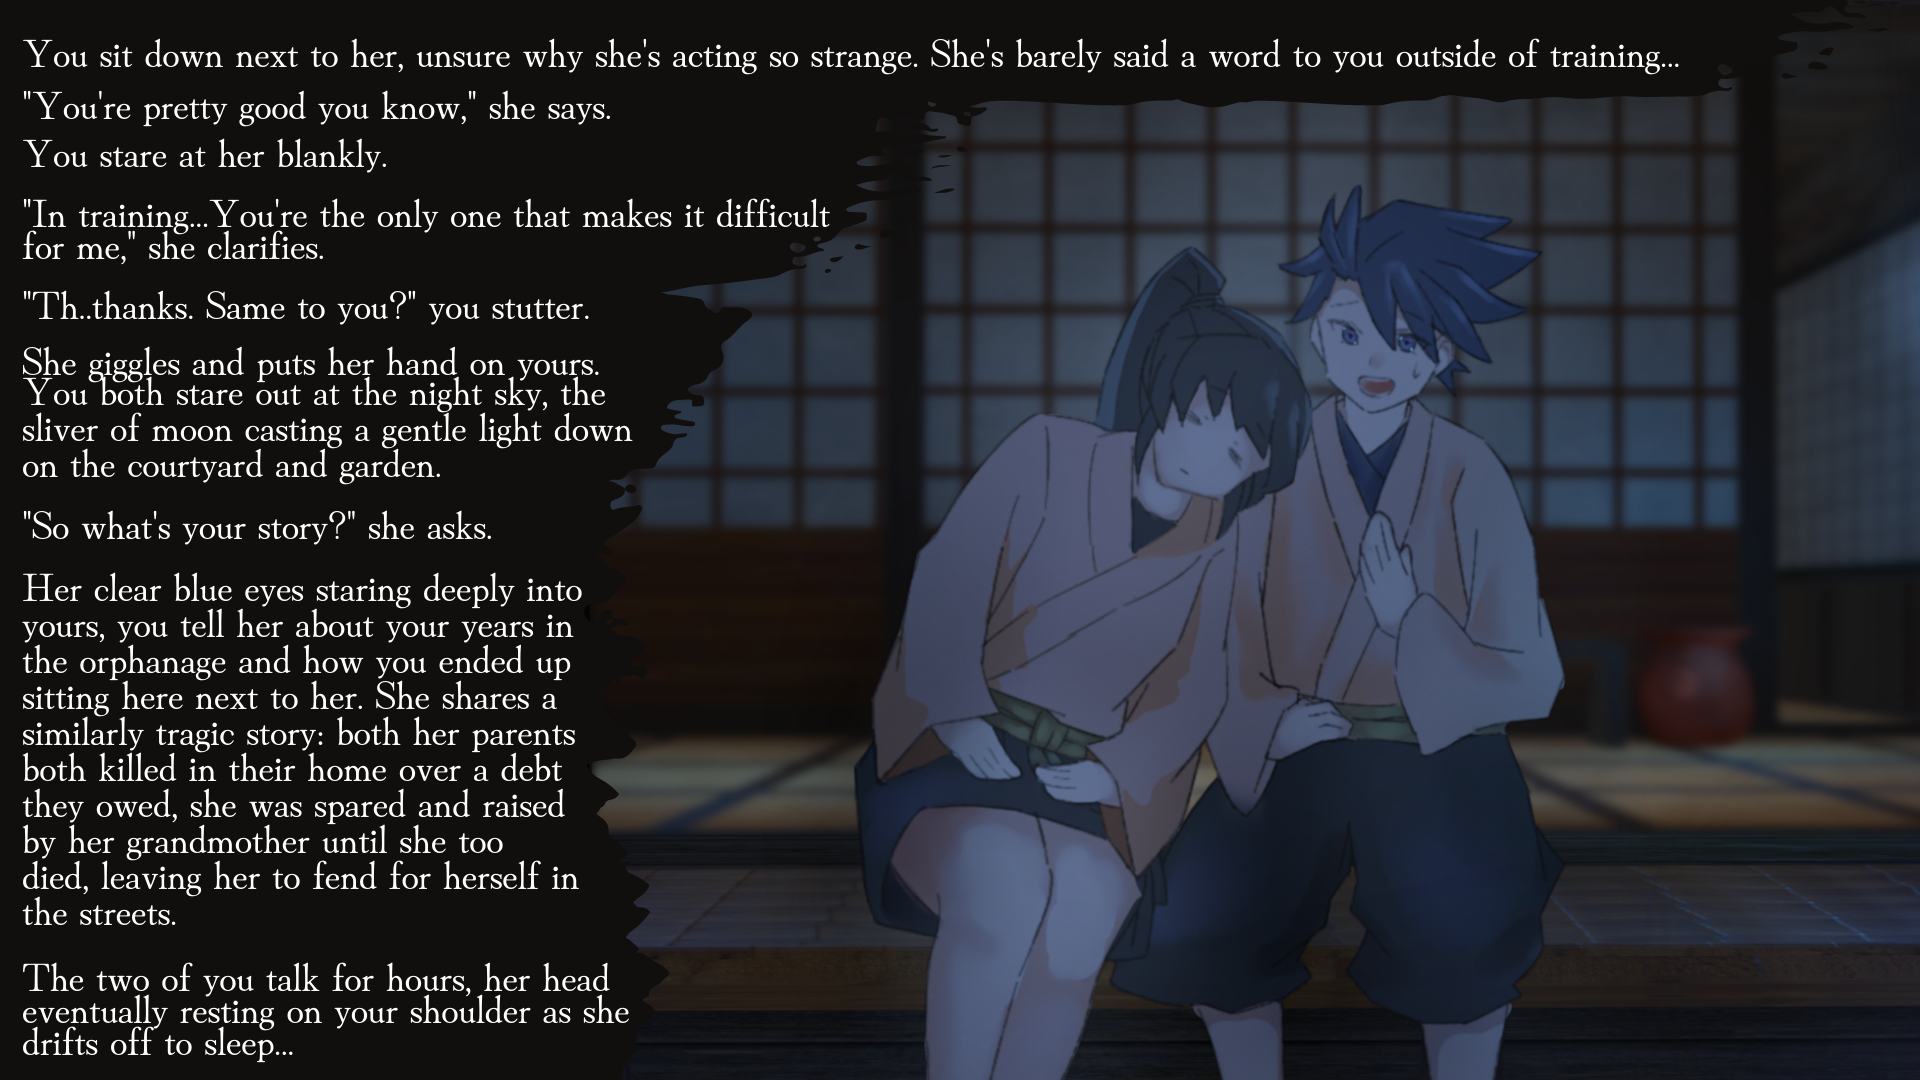 You sit down next to her, unsure why she's acting so strange. She's barely said a word to you outside of training...
"You're pretty good you know," she says.
You stare at her blankly.
"In training...You're the only one that makes it difficult
for me," she clarifies.
"Th..thanks. Same to you?" you stutter.
She giggles and puts her hand on yours.
You both stare out at the night sky, the
sliver of moon casting a gentle light down
on the courtyard and garden.
"So what's your story?" she asks.
Her clear blue eyes staring deeply into
yours, you tell her about your years in
the orphanage and how you ended up
sitting here next to her. She shares a
similarly tragic story: both her parents
both killed in their home over a debt
they owed, she was spared and raised
by her grandmother until she too
died, leaving her to fend for herself in
the streets.
The two of you talk for hours, her head
eventually resting on your shoulder as she
drifts off to sleep...